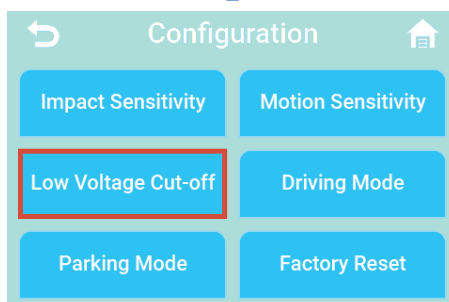 Configuration
Impact Sensitivity
Motion Sensitivity
Low Voltage Cut-off
Driving Mode
Parking Mode
Factory Reset